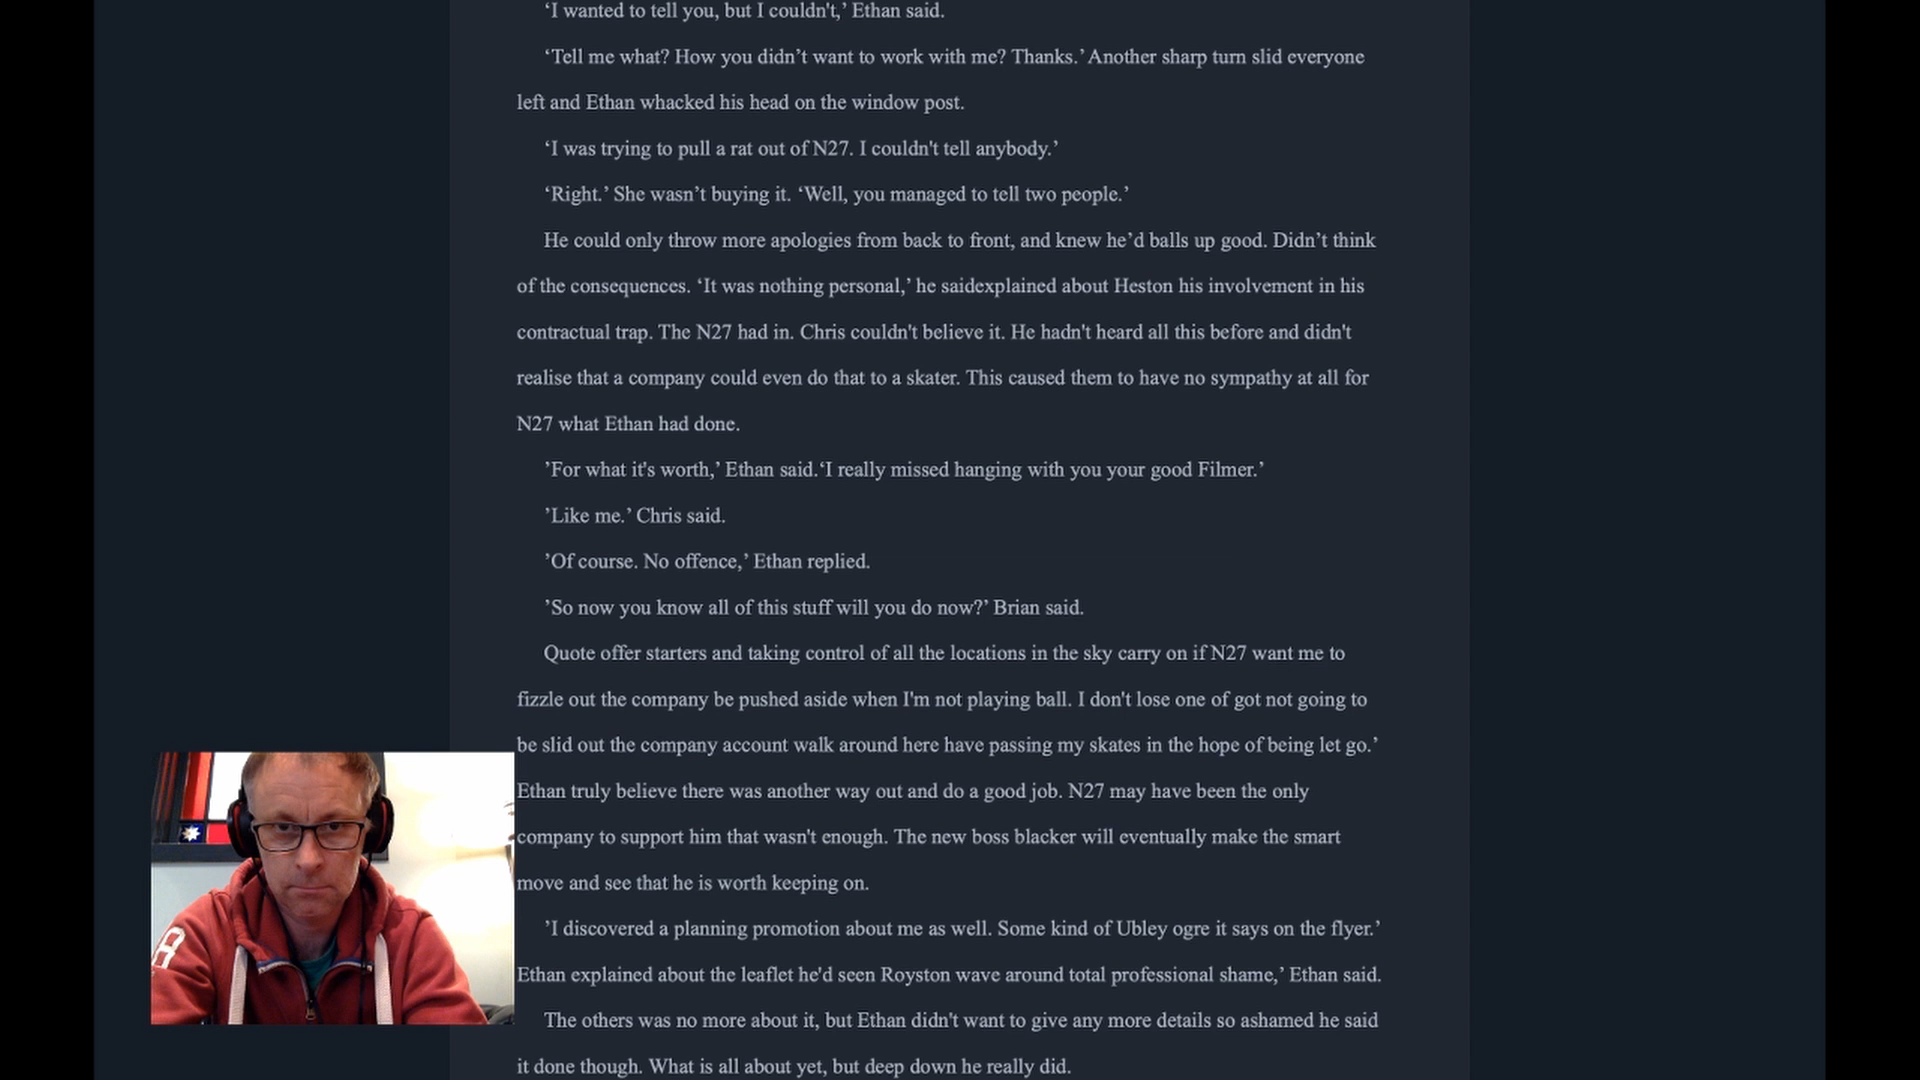 ‘I wanted to tell you, but I couldn't,’ Ethan said.
‘Tell me what? How you didn’t want to work with me? Thanks.’ Another sharp turn slid everyone
left and Ethan whacked his head on the window post.
‘I was trying to pull a rat out of N27. I couldn't tell anybody.’
‘Right.’ She wasn’t buying it. ‘Well, you managed to tell two people.’
He could only throw more apologies from back to front, and knew he’d balls up good. Didn’t think
of the consequences. ‘It was nothing personal,’ he saidexplained about Heston his involvement in his
contractual trap. The N27 had in. Chris couldn't believe it. He hadn't heard all this before and didn't
realise that a company could even do that to a skater. This caused them to have no sympathy at all for
N27 what Ethan had done.
’For what it's worth,’ Ethan said.‘I really missed hanging with you your good Filmer.’
’Like me.’ Chris said.
’Of course. No offence,’ Ethan replied.
’So now you know all of this stuff will you do now?’ Brian said.
Quote offer starters and taking control of all the locations in the sky carry on if N27 want me to
fizzle out the company be pushed aside when I'm not playing ball. I don't lose one of got not going to
be slid out the company account walk around here have passing my skates in the hope of being let go.’
Ethan truly believe there was another way out and do a good job. N27 may have been the only
company to support him that wasn't enough. The new boss blacker will eventually make the smart
move and see that he is worth keeping on.
’I discovered a planning promotion about me as well. Some kind of Ubley ogre it says on the flyer.’
Ethan explained about the leaflet he'd seen Royston wave around total professional shame,’ Ethan said.
The others was no more about it, but Ethan didn't want to give any more details so ashamed he said
it done though. What is all about yet, but deep down he really did.
8